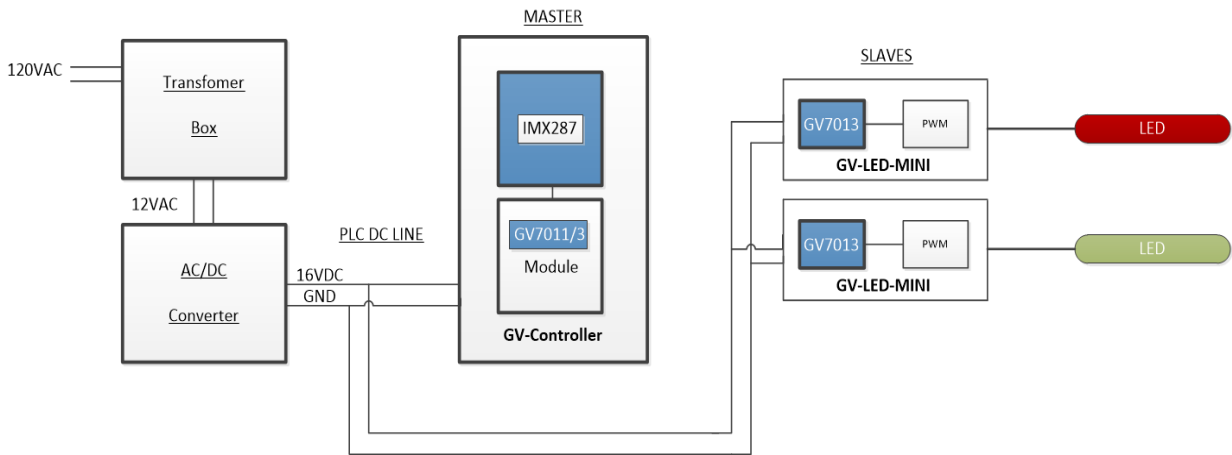 MASTER
120VAC
Transfomer
Box
12VAC
AC/DC
Converter
PLC DC LINE
16VDC
GND
IMX287
GV7011/3
Module
GV-Controller
SLAVES
GV7013
PWM
GV-LED-MINI
LED
GV7013
PWM
GV-LED-MINI
LED